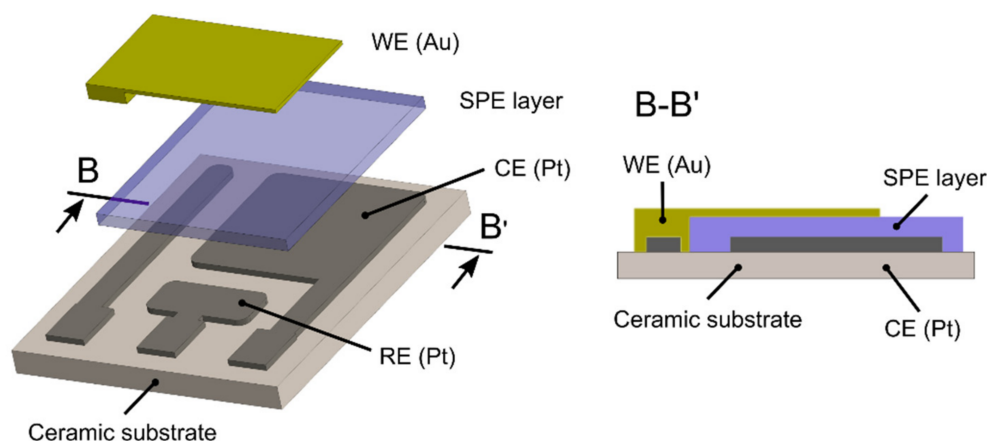 WE (Au)
SPE layer
CE (Pt)
B
B'
RE (Pt)
Ceramic substrate
B-B'
WE (Au)
SPE layer
Ceramic substrate
CE (Pt)